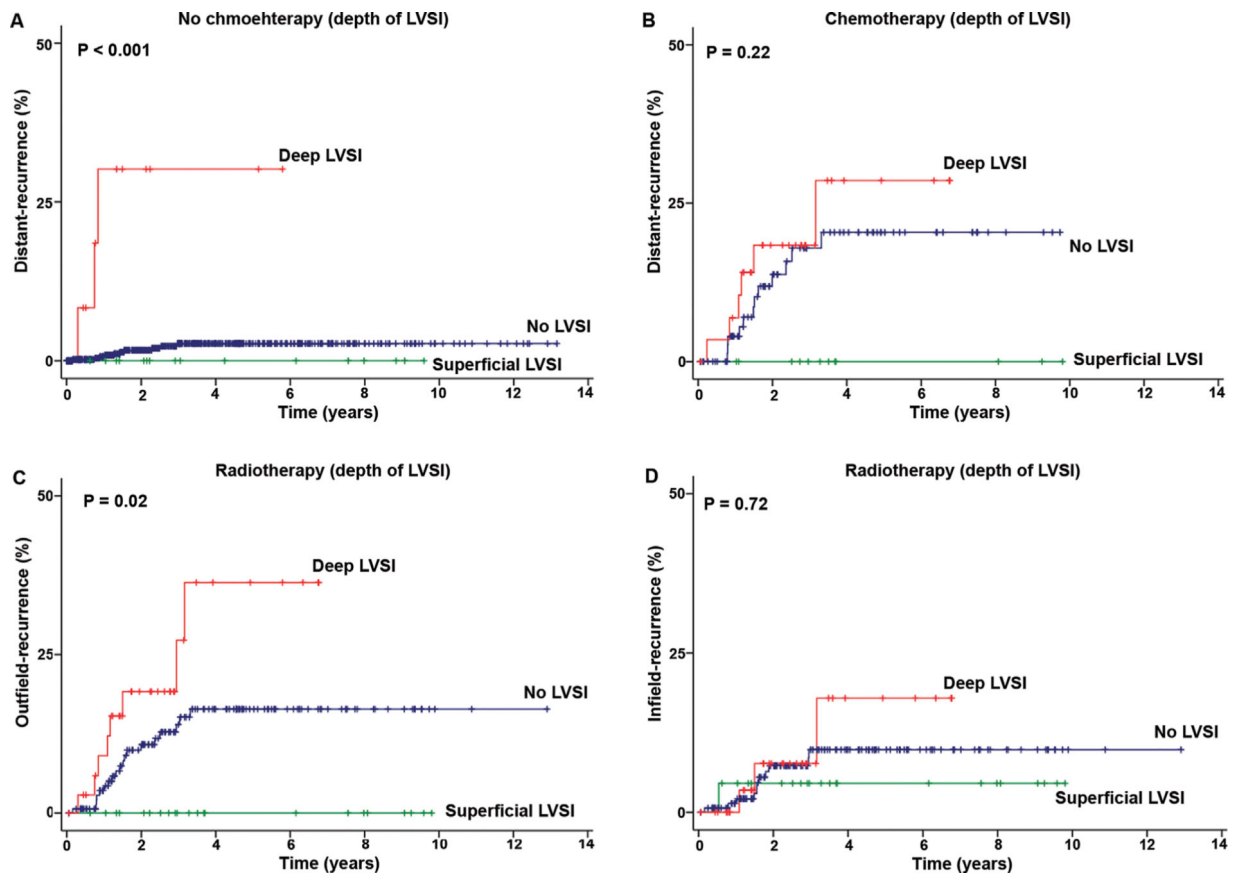 A
No chmoehterapy (depth of LVSI)
P < 0.001
50
25
0
Distant-recurrence (%)
Deep LVSI
No LVSI
Superficial LVSI
0 2 4 6 8 10 12 14
Time (years)
B
Chemotherapy (depth of LVSI)
P = 0.22
50
25
0
Distant-recurrence (%)
Deep LVSI
No LVSI
Superficial LVSI
0 2 4 6 8 10 12 14
Time (years)
C
Radiotherapy (depth of LVSI)
P = 0.02
50
25
0
Outfield-recurrence (%)
Deep LVSI
No LVSI
Superficial LVSI
0 2 4 6 8 10 12 14
Time (years)
D
Radiotherapy (depth of LVSI)
P = 0.72
50
25
0
Infield-recurrence (%)
Deep LVSI
No LVSI
Superficial LVSI
0 2 4 6 8 10 12 14
Time (years)